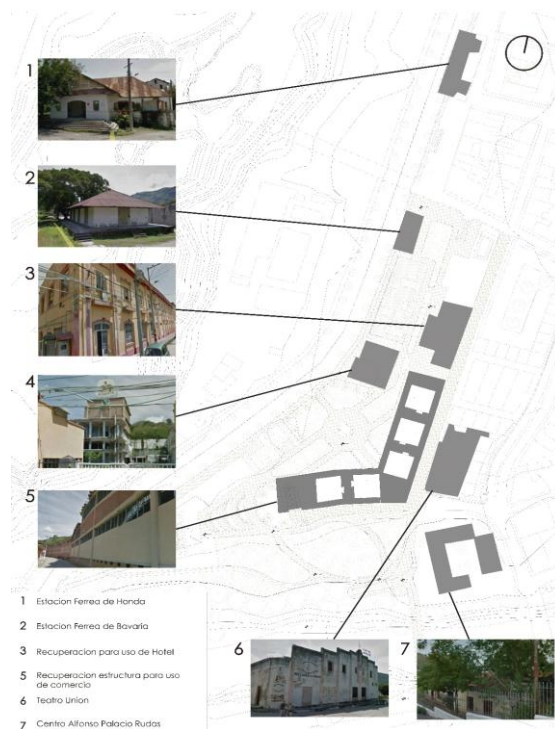 1
2
3
4
5
6
7
1 Estacion Ferrea de Honda
2 Estacion Ferrea de Bavaria
3 Recuperacion para uso de Hotel
5 Recuperacion estructura para uso
de comercio
6 Teatro Union
7 Centro Alfonso Palacio Rudas